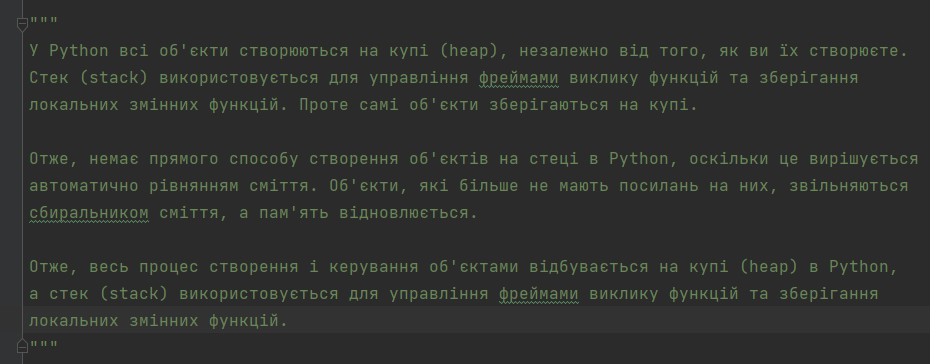 """
У Python всі об'єкти створюються на купі (heap), незалежно від того, як ви їх створюєте.
Стек (stack) використовується для управління фреймами виклику функцій та зберігання
локальних змінних функцій. Проте самі об'єкти зберігаються на купі.
Отже, немає прямого способу створення об'єктів на стеці в Python, оскільки це вирішується
автоматично рівнянням сміття. Об'єкти, які більше не мають посилань на них, звільняються
сбиральником сміття, а пам'ять відновлюється.
Отже, весь процес створення і керування об'єктами відбувається на купі (heap) в Python,
а стек (stack) використовується для управління фреймами виклику функцій та зберігання
локальних змінних функцій.
"""